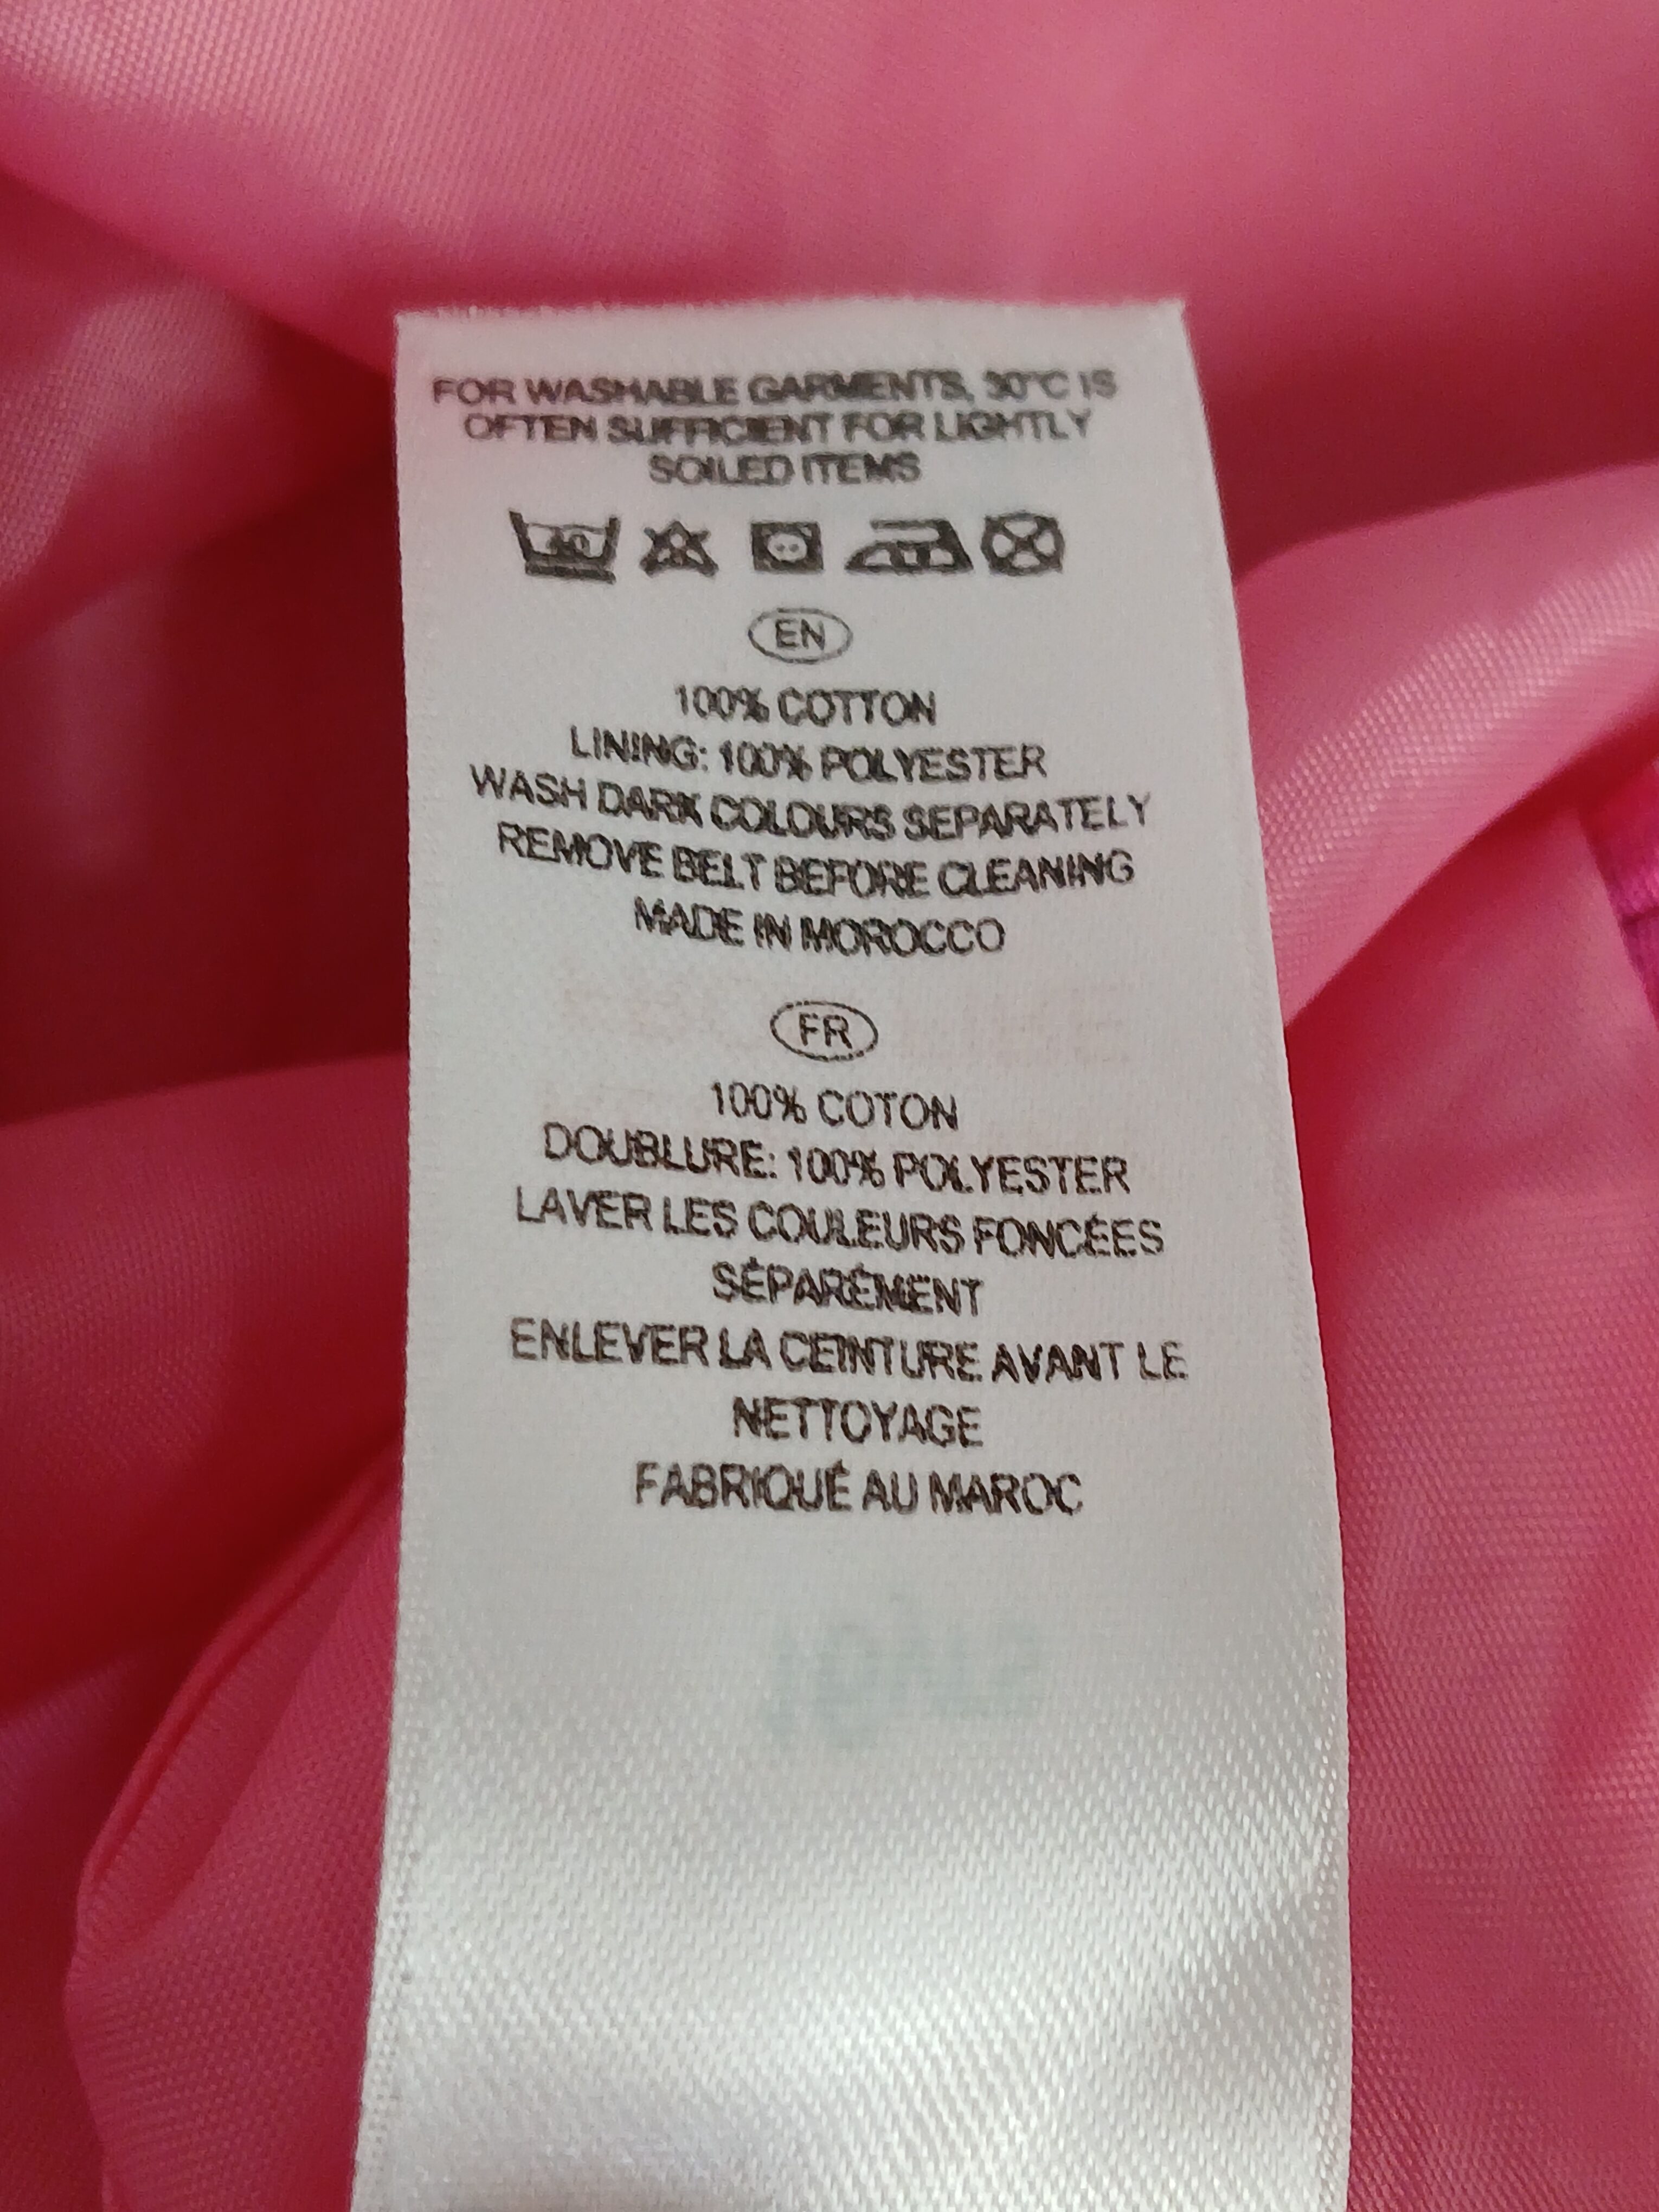 FOR WASHABLE GARMENTS, 30°C IS
OFTEN SUFFICIENT FOR LIGHTLY
SOILED ITEMS
40
EN
100% COTTON
LINING: 100% POLYESTER
WASH DARK COLOURS SEPARATELY
REMOVE BELT BEFORE CLEANING
MADE IN MOROCCO
FR
100% COTON
DOUBLURE: 100% POLYESTER
LAVER LES COULEURS FONCÉES
SÉPARÉMENT
ENLEVER LA CEINTURE AVANT LE
NETTOYAGE
FABRIQUÉ AU MAROC